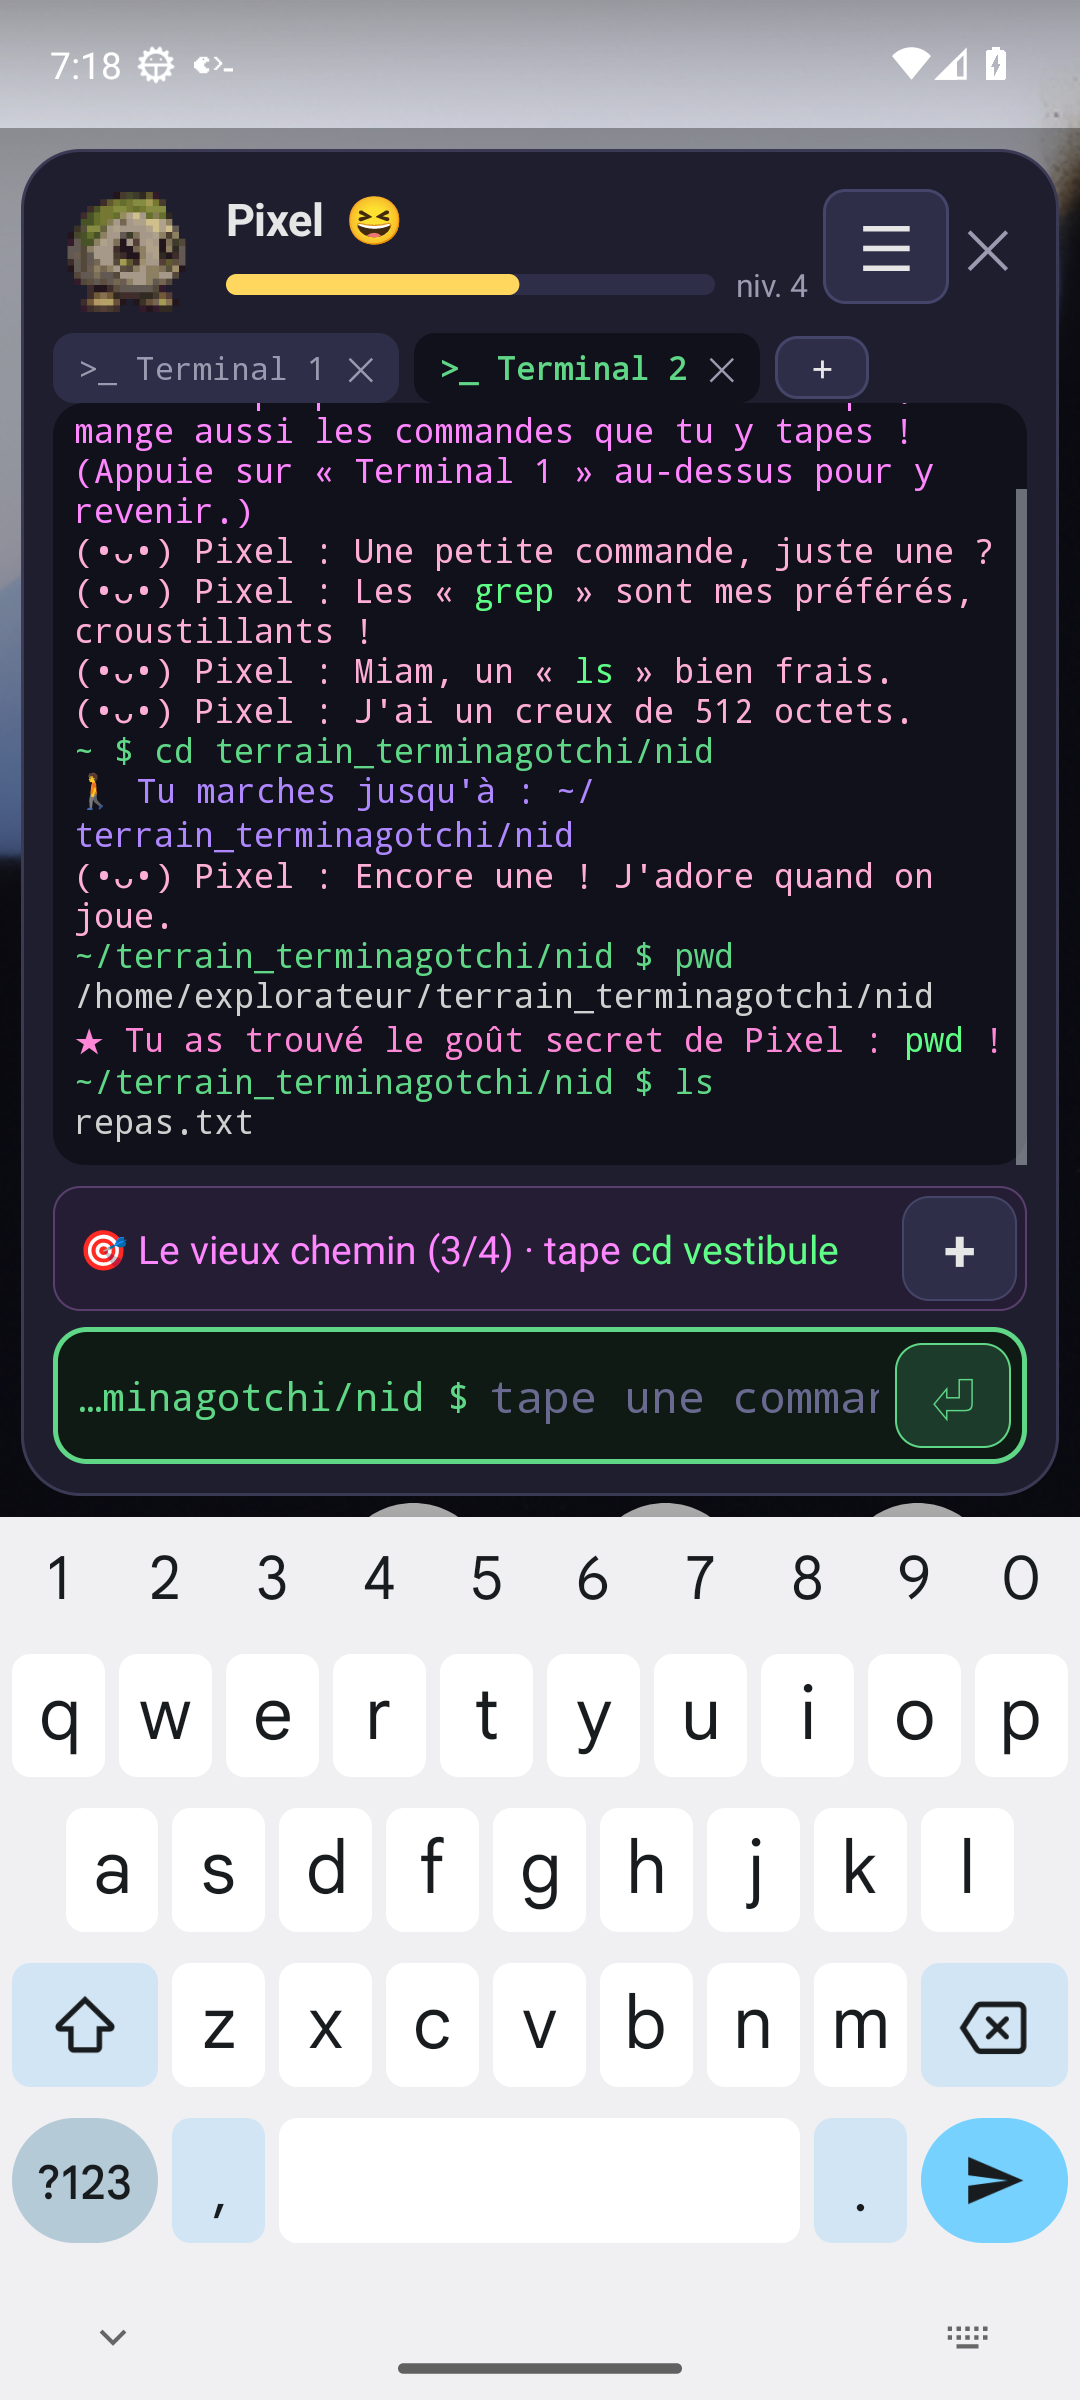 7:18
Pixel 😆
niv. 4
>_ Terminal 1
>_ Terminal 2
+
mange aussi les commandes que tu y tapes !
(Appuie sur « Terminal 1 » au-dessus pour y
revenir.)
(•ᴗ•) Pixel : Une petite commande, juste une ?
(•ᴗ•) Pixel : Les « grep » sont mes préférés,
croustillants !
(•ᴗ•) Pixel : Miam, un « ls » bien frais.
(•ᴗ•) Pixel : J'ai un creux de 512 octets.
~ $ cd terrain_terminagotchi/nid
🚶 Tu marches jusqu'à : ~/
terrain_terminagotchi/nid
(•ᴗ•) Pixel : Encore une ! J'adore quand on
joue.
~/terrain_terminagotchi/nid $ pwd
/home/explorateur/terrain_terminagotchi/nid
★ Tu as trouvé le goût secret de Pixel : pwd !
~/terrain_terminagotchi/nid $ ls
repas.txt
🎯 Le vieux chemin (3/4) · tape cd vestibule
+
…minagotchi/nid $ tape une comman
1 2 3 4 5 6 7 8 9 0
q w e r t y u i o p
a s d f g h j k l
z x c v b n m
?123 , .